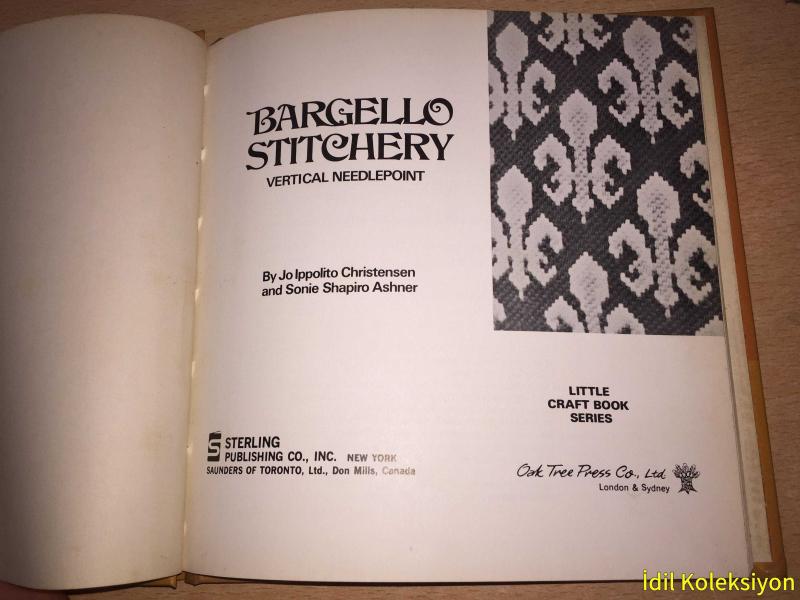 BARGELLO
STITCHERY
VERTICAL NEEDLEPOINT
By Jo Ippolito Christensen
and Sonie Shapiro Ashner
LITTLE
CRAFT BOOK
SERIES
S STERLING
PUBLISHING CO., INC. NEW YORK
SAUNDERS OF TORONTO, Ltd., Don Mills, Canada
Oak Tree Press Co., Ltd.
London & Sydney
İdil Koleksiyon